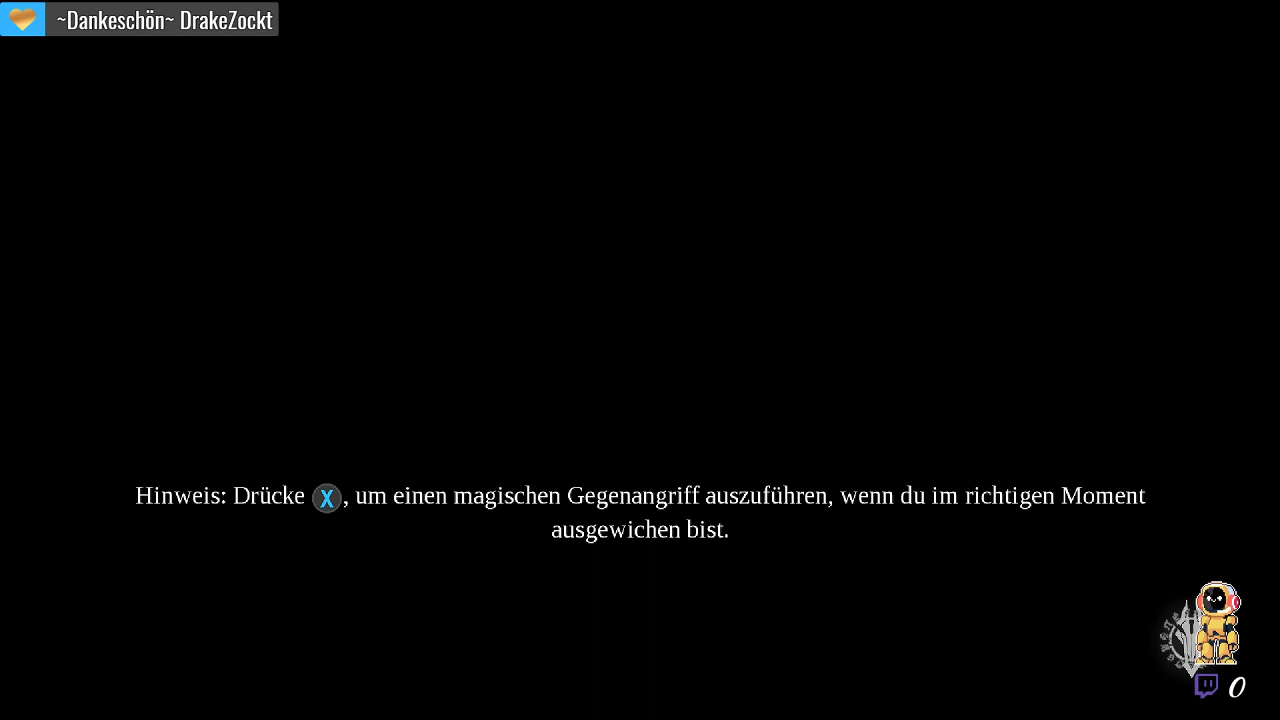 ~Dankeschön~ DrakeZockt
Hinweis: Drücke X, um einen magischen Gegenangriff auszuführen, wenn du im richtigen Moment
ausgewichen bist.
0